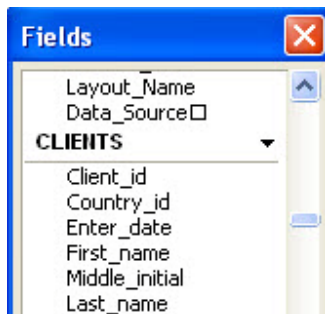 Fields
Layout_Name
Data_Source□
CLIENTS
Client_id
Country_id
Enter_date
First_name
Middle_initial
Last_name